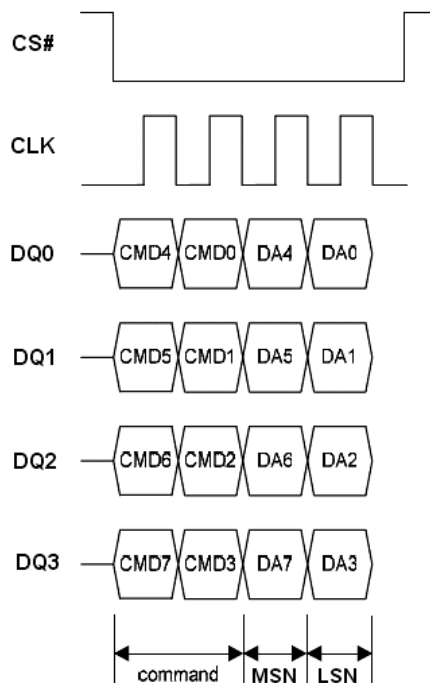 CS#
CLK
DQ0 CMD4 CMD0 DA4 DA0
DQ1 CMD5 CMD1 DA5 DA1
DQ2 CMD6 CMD2 DA6 DA2
DQ3 CMD7 CMD3 DA7 DA3
command MSN LSN